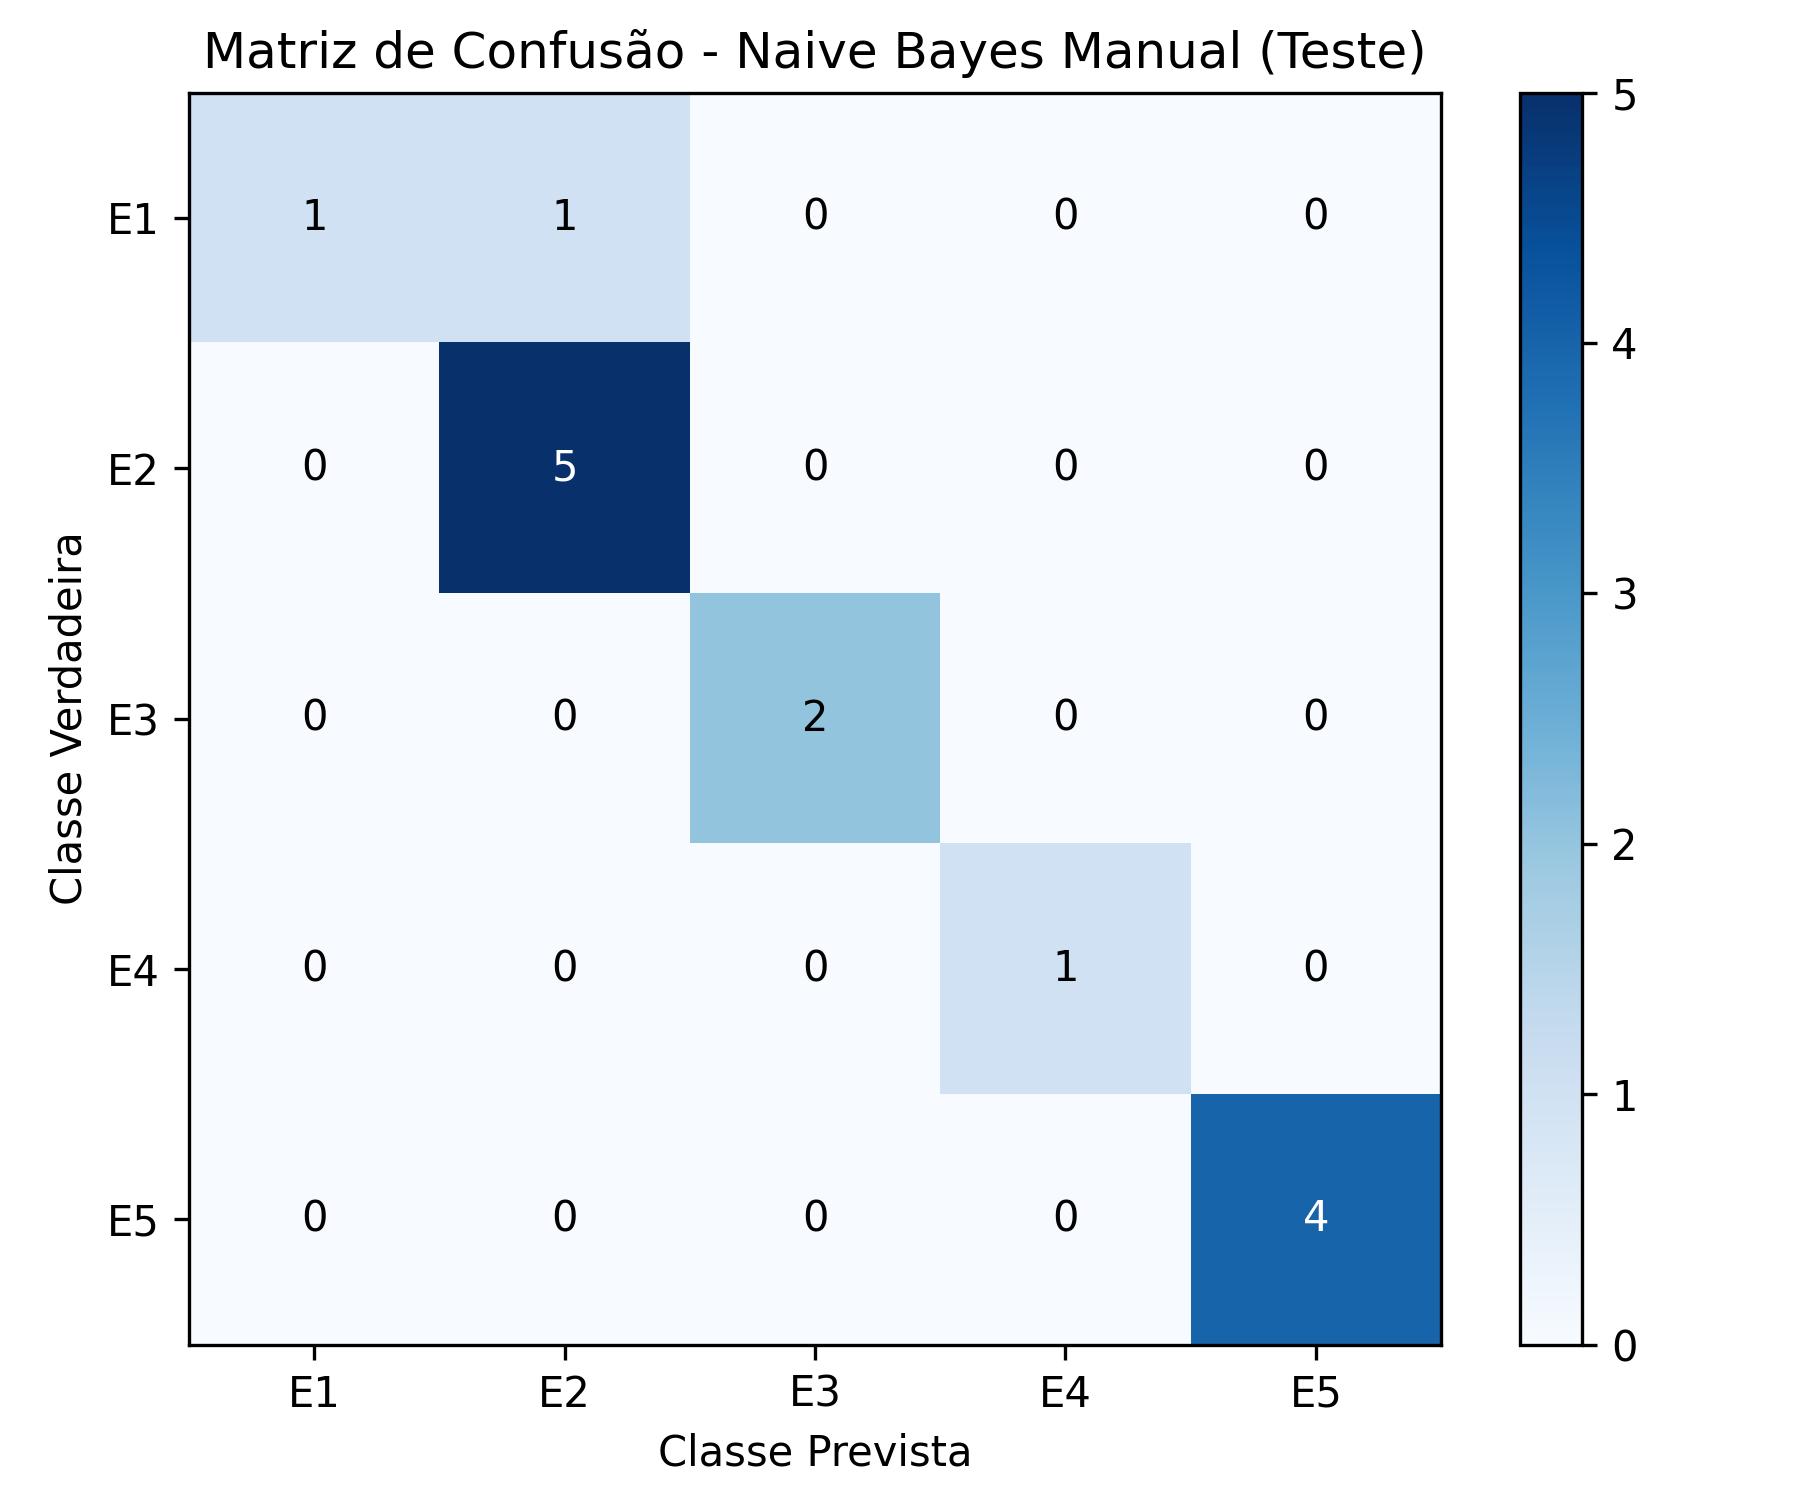 Matriz de Confusão - Naive Bayes Manual (Teste)
5
E1 1 1 0 0 0
4
E2 0 5 0 0 0
3
Classe Verdadeira
E3 0 0 2 0 0
2
E4 0 0 0 1 0
1
E5 0 0 0 0 4
0
E1 E2 E3 E4 E5
Classe Prevista